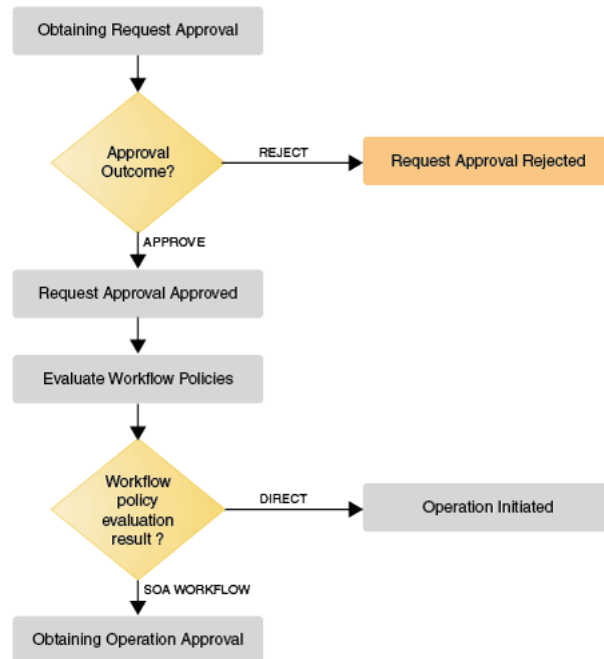 Obtaining Request Approval
Approval
Outcome?
REJECT
Request Approval Rejected
APPROVE
Request Approval Approved
Evaluate Workflow Policies
Workflow
policy
evaluation
result ?
DIRECT
Operation Initiated
SOA WORKFLOW
Obtaining Operation Approval